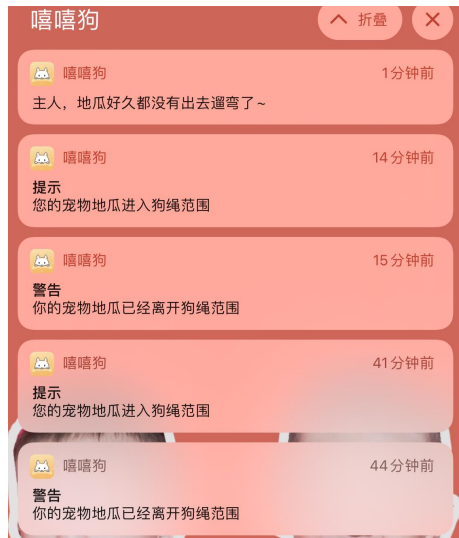 嘻嘻狗
折叠
嘻嘻狗 1分钟前
主人，地瓜好久都没有出去遛弯了~
嘻嘻狗 14分钟前
提示
您的宠物地瓜进入狗绳范围
嘻嘻狗 15分钟前
警告
你的宠物地瓜已经离开狗绳范围
嘻嘻狗 41分钟前
提示
您的宠物地瓜进入狗绳范围
嘻嘻狗 44分钟前
警告
你的宠物地瓜已经离开狗绳范围